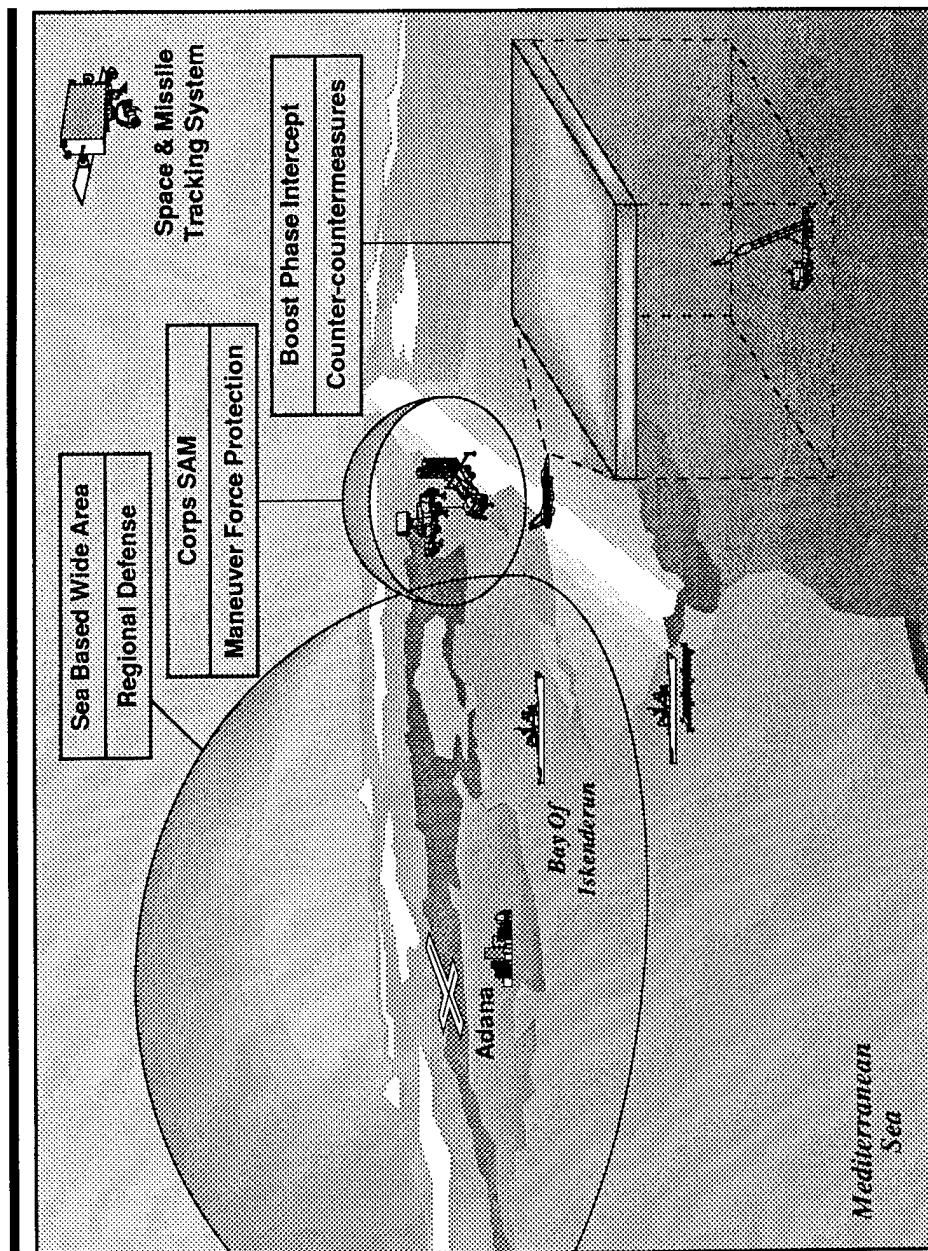 Space & Missile
Tracking System
Sea Based Wide Area
Regional Defense
Corps SAM
Maneuver Force Protection
Boost Phase Intercept
Counter-countermeasures
Adana
Bay Of
Iskenderun
Mediterranean
Sea